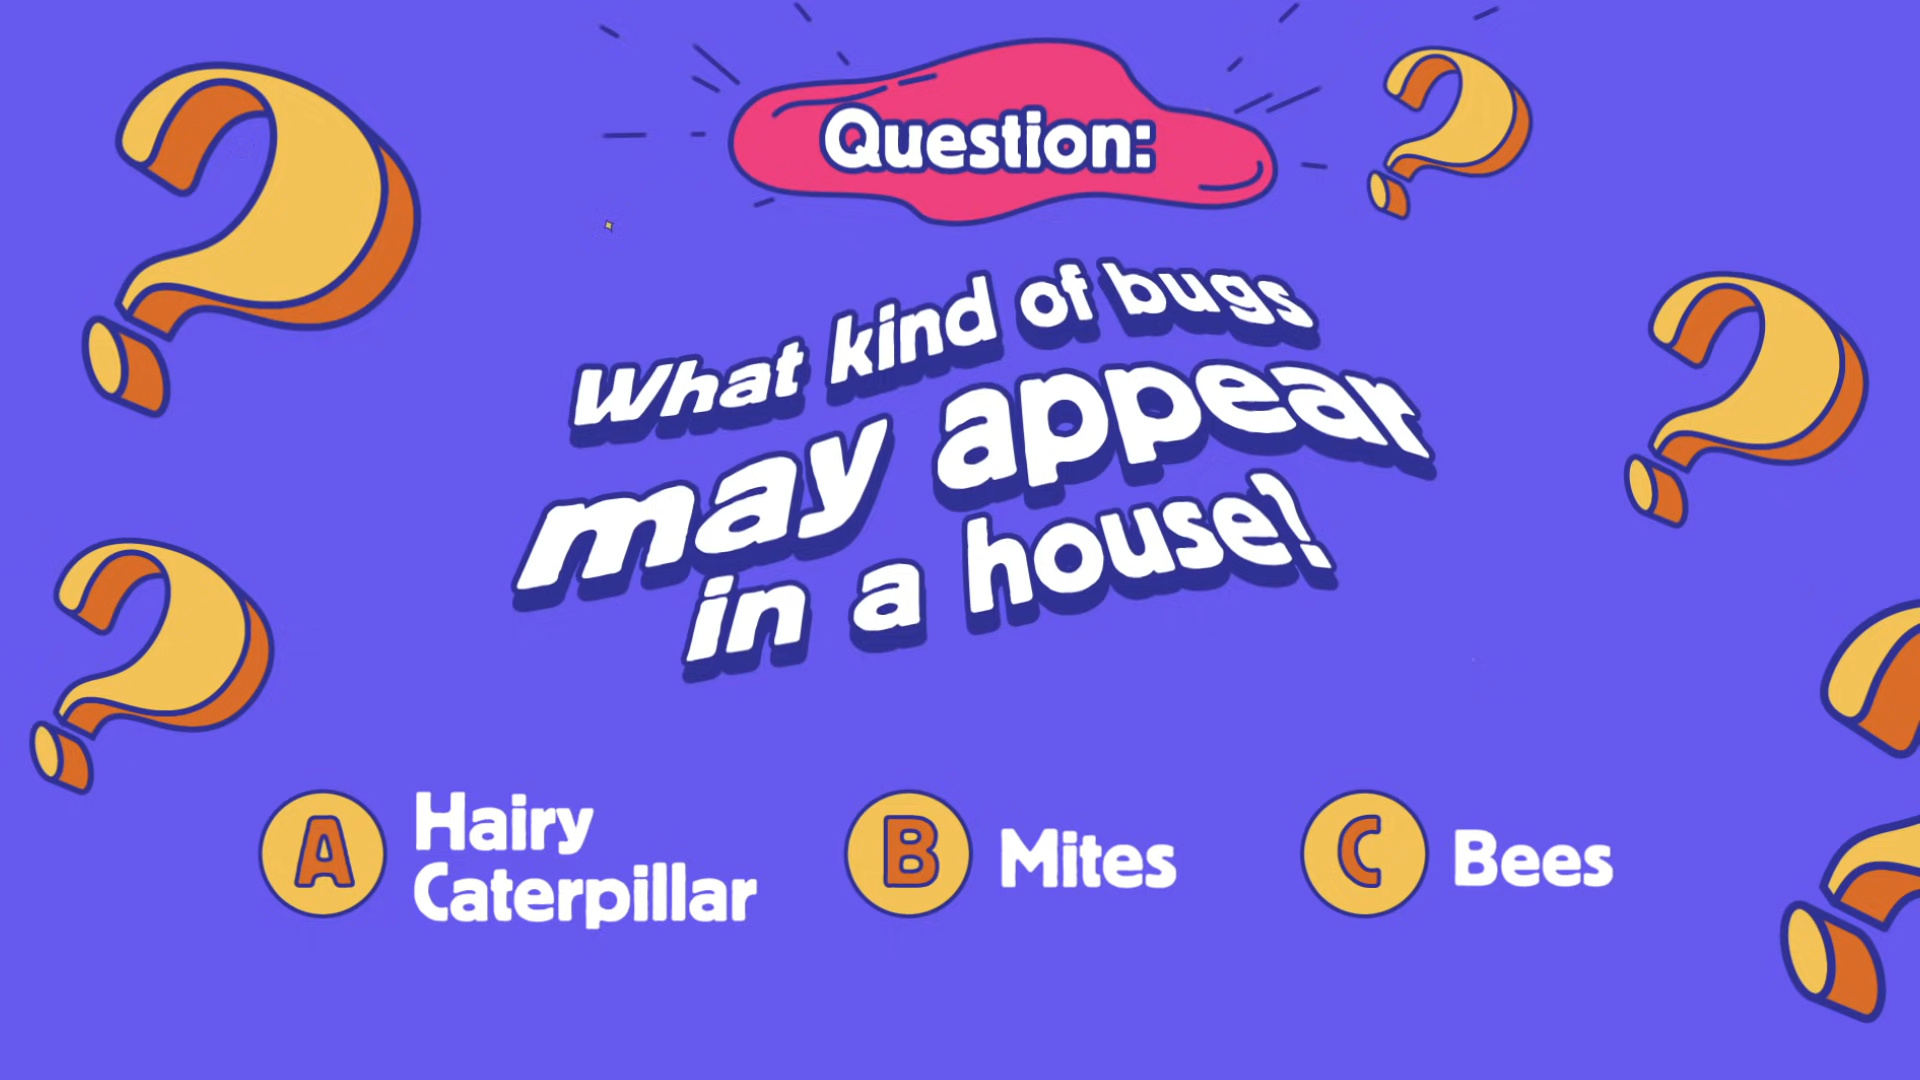 Question:
What kind of bugs
may appear
in a house?
A Hairy
Caterpillar
B Mites
C Bees